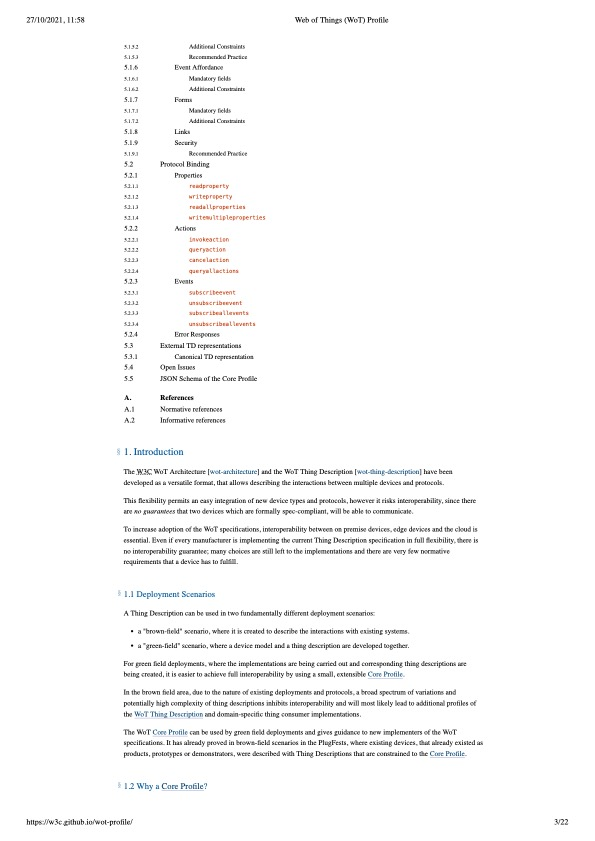 27/10/2021, 11:58 Web of Things (WoT) Profile
5.1.5.2 Additional Constraints
5.1.5.3 Recommended Practice
5.1.6 Event Affordance
5.1.6.1 Mandatory fields
5.1.6.2 Additional Constraints
5.1.7 Forms
5.1.7.1 Mandatory fields
5.1.7.2 Additional Constraints
5.1.8 Links
5.1.9 Security
5.1.9.1 Recommended Practice
5.2 Protocol Binding
5.2.1 Properties
5.2.1.1 readproperty
5.2.1.2 writeproperty
5.2.1.3 readallproperties
5.2.1.4 writemultipleproperties
5.2.2 Actions
5.2.2.1 invokeaction
5.2.2.2 queryaction
5.2.2.3 cancelaction
5.2.2.4 queryallactions
5.2.3 Events
5.2.3.1 subscribeevent
5.2.3.2 unsubscribeevent
5.2.3.3 subscribeallevents
5.2.3.4 unsubscribeallevents
5.2.4 Error Responses
5.3 External TD representations
5.3.1 Canonical TD representation
5.4 Open Issues
5.5 JSON Schema of the Core Profile
A. References
A.1 Normative references
A.2 Informative references
§ 1. Introduction
The W3C WoT Architecture [wot-architecture] and the WoT Thing Description [wot-thing-description] have been
developed as a versatile format, that allows describing the interactions between multiple devices and protocols.
This flexibility permits an easy integration of new device types and protocols, however it risks interoperability, since there
are no guarantees that two devices which are formally spec-compliant, will be able to communicate.
To increase adoption of the WoT specifications, interoperability between on premise devices, edge devices and the cloud is
essential. Even if every manufacturer is implementing the current Thing Description specification in full flexibility, there is
no interoperability guarantee; many choices are still left to the implementations and there are very few normative
requirements that a device has to fulfill.
§ 1.1 Deployment Scenarios
A Thing Description can be used in two fundamentally different deployment scenarios:
• a "brown-field" scenario, where it is created to describe the interactions with existing systems.
• a "green-field" scenario, where a device model and a thing description are developed together.
For green field deployments, where the implementations are being carried out and corresponding thing descriptions are
being created, it is easier to achieve full interoperability by using a small, extensible Core Profile.
In the brown field area, due to the nature of existing deployments and protocols, a broad spectrum of variations and
potentially high complexity of thing descriptions inhibits interoperability and will most likely lead to additional profiles of
the WoT Thing Description and domain-specific thing consumer implementations.
The WoT Core Profile can be used by green field deployments and gives guidance to new implementers of the WoT
specifications. It has already proved in brown-field scenarios in the PlugFests, where existing devices, that already existed as
products, prototypes or demonstrators, were described with Thing Descriptions that are constrained to the Core Profile.
§ 1.2 Why a Core Profile?
https://w3c.github.io/wot-profile/ 3/22